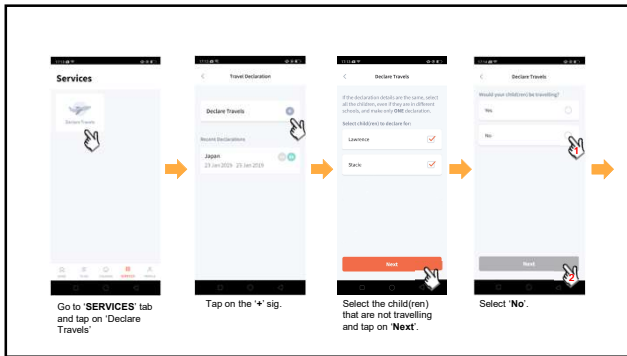 Services
Declare Travels
SERVICES
Go to 'SERVICES' tab
and tap on 'Declare
Travels'
Travel Declaration
Declare Travels
Recent Declarations
Japan
23 Jan 2019 - 23 Jan 2019
Tap on the '+' sig.
Declare Travels
If the declaration details are the same, select
all the children, even if they are in different
schools, and make only ONE declaration.
Select child(ren) to declare for:
Lawrence
Stacie
Next
Select the child(ren)
that are not travelling
and tap on 'Next'.
Declare Travels
Would your child(ren) be travelling?
Yes
No
1
Next
2
Select 'No'.